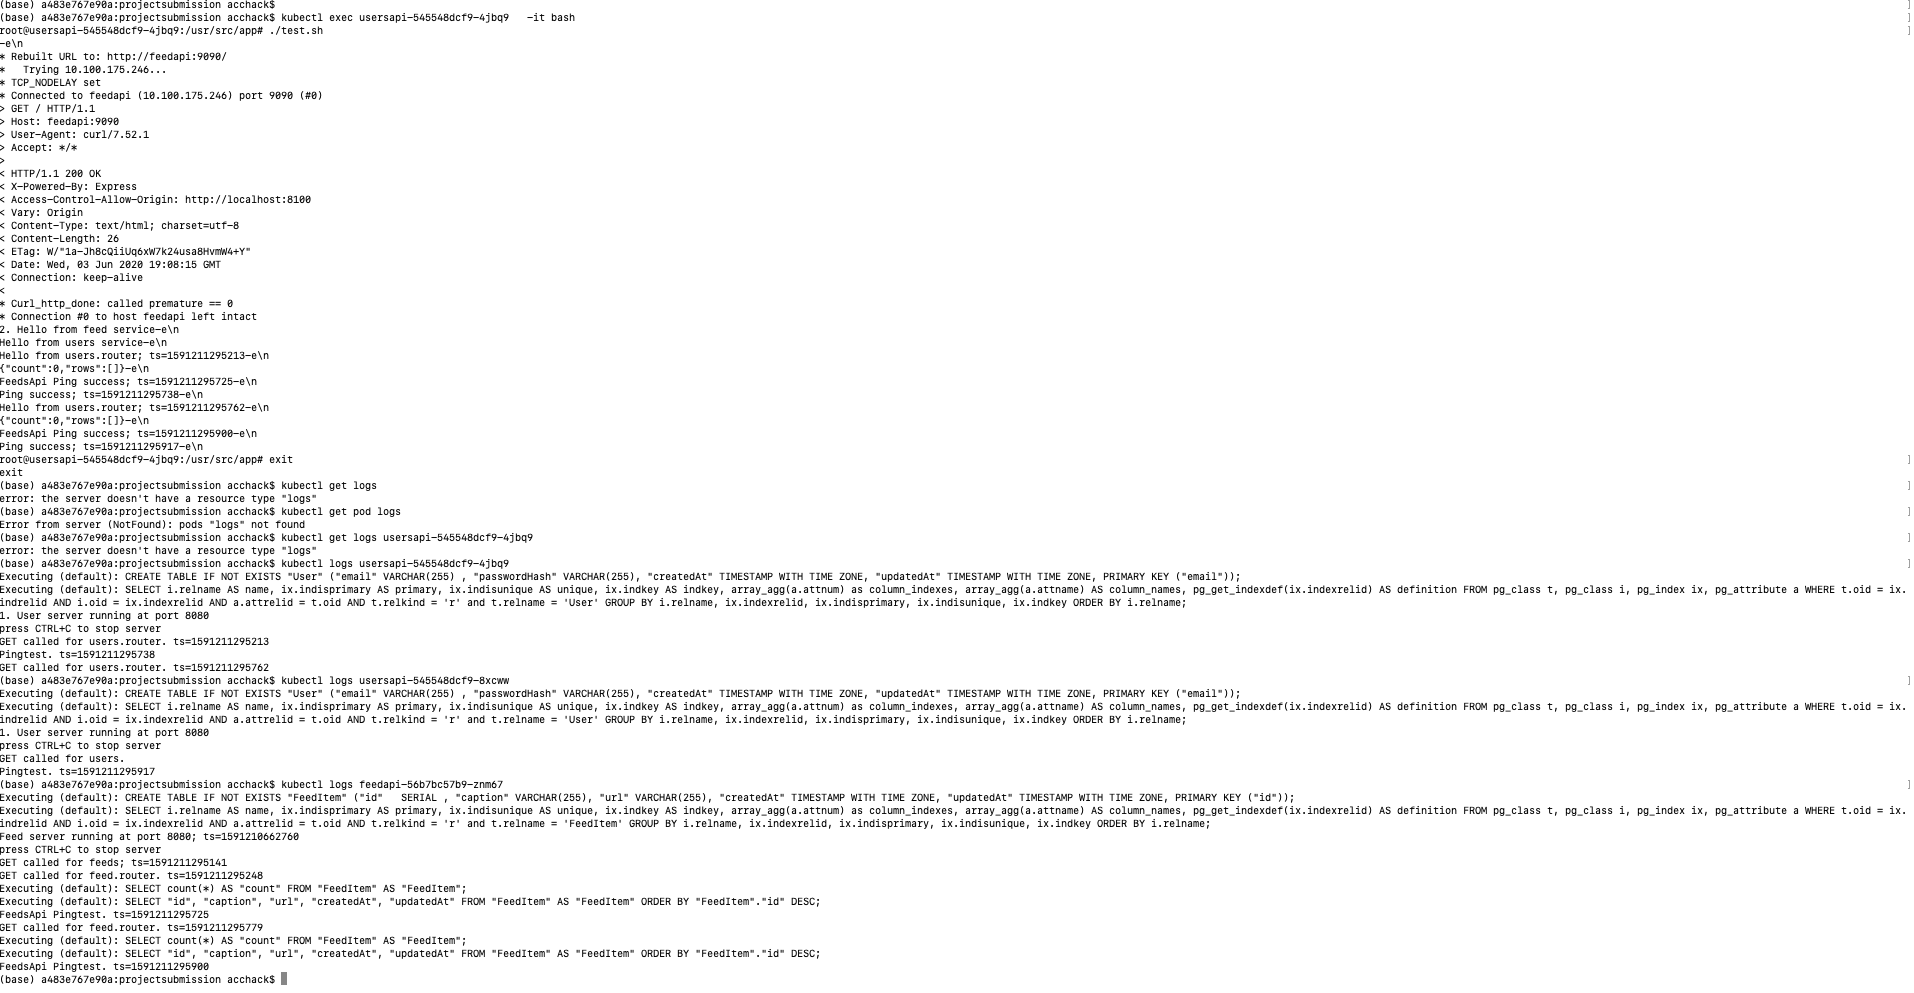 (base) a483e767e90a:projectsubmission acchack$
(base) a483e767e90a:projectsubmission acchack$ kubectl exec usersapi-545548dcf9-4jbq9   -it bash
root@usersapi-545548dcf9-4jbq9:/usr/src/app# ./test.sh
-e\n
* Rebuilt URL to: http://feedapi:9090/
*   Trying 10.100.175.246...
* TCP_NODELAY set
* Connected to feedapi (10.100.175.246) port 9090 (#0)
> GET / HTTP/1.1
> Host: feedapi:9090
> User-Agent: curl/7.52.1
> Accept: */*
>
< HTTP/1.1 200 OK
< X-Powered-By: Express
< Access-Control-Allow-Origin: http://localhost:8100
< Vary: Origin
< Content-Type: text/html; charset=utf-8
< Content-Length: 26
< ETag: W/"1a-Jh8cQiiUq6xW7k24usa8HvmW4+Y"
< Date: Wed, 03 Jun 2020 19:08:15 GMT
< Connection: keep-alive
<
* Curl_http_done: called premature == 0
* Connection #0 to host feedapi left intact
2. Hello from feed service-e\n
Hello from users service-e\n
Hello from users.router; ts=1591211295213-e\n
{"count":0,"rows":[]}-e\n
FeedsApi Ping success; ts=1591211295725-e\n
Ping success; ts=1591211295738-e\n
Hello from users.router; ts=1591211295762-e\n
{"count":0,"rows":[]}-e\n
FeedsApi Ping success; ts=1591211295900-e\n
Ping success; ts=1591211295917-e\n
root@usersapi-545548dcf9-4jbq9:/usr/src/app# exit
exit
(base) a483e767e90a:projectsubmission acchack$ kubectl get logs
error: the server doesn't have a resource type "logs"
(base) a483e767e90a:projectsubmission acchack$ kubectl get pod logs
Error from server (NotFound): pods "logs" not found
(base) a483e767e90a:projectsubmission acchack$ kubectl get logs usersapi-545548dcf9-4jbq9
error: the server doesn't have a resource type "logs"
(base) a483e767e90a:projectsubmission acchack$ kubectl logs usersapi-545548dcf9-4jbq9
Executing (default): CREATE TABLE IF NOT EXISTS "User" ("email" VARCHAR(255) , "passwordHash" VARCHAR(255), "createdAt" TIMESTAMP WITH TIME ZONE, "updatedAt" TIMESTAMP WITH TIME ZONE, PRIMARY KEY ("email"));
Executing (default): SELECT i.relname AS name, ix.indisprimary AS primary, ix.indisunique AS unique, ix.indkey AS indkey, array_agg(a.attnum) as column_indexes, array_agg(a.attname) AS column_names, pg_get_indexdef(ix.indexrelid) AS definition FROM pg_class t, pg_class i, pg_index ix, pg_attribute a WHERE t.oid = ix.
indrelid AND i.oid = ix.indexrelid AND a.attrelid = t.oid AND t.relkind = 'r' and t.relname = 'User' GROUP BY i.relname, ix.indexrelid, ix.indisprimary, ix.indisunique, ix.indkey ORDER BY i.relname;
1. User server running at port 8080
press CTRL+C to stop server
GET called for users.router. ts=1591211295213
Pingtest. ts=1591211295738
GET called for users.router. ts=1591211295762
(base) a483e767e90a:projectsubmission acchack$ kubectl logs usersapi-545548dcf9-8xcww
Executing (default): CREATE TABLE IF NOT EXISTS "User" ("email" VARCHAR(255) , "passwordHash" VARCHAR(255), "createdAt" TIMESTAMP WITH TIME ZONE, "updatedAt" TIMESTAMP WITH TIME ZONE, PRIMARY KEY ("email"));
Executing (default): SELECT i.relname AS name, ix.indisprimary AS primary, ix.indisunique AS unique, ix.indkey AS indkey, array_agg(a.attnum) as column_indexes, array_agg(a.attname) AS column_names, pg_get_indexdef(ix.indexrelid) AS definition FROM pg_class t, pg_class i, pg_index ix, pg_attribute a WHERE t.oid = ix.
indrelid AND i.oid = ix.indexrelid AND a.attrelid = t.oid AND t.relkind = 'r' and t.relname = 'User' GROUP BY i.relname, ix.indexrelid, ix.indisprimary, ix.indisunique, ix.indkey ORDER BY i.relname;
1. User server running at port 8080
press CTRL+C to stop server
GET called for users.
Pingtest. ts=1591211295917
(base) a483e767e90a:projectsubmission acchack$ kubectl logs feedapi-56b7bc57b9-znm67
Executing (default): CREATE TABLE IF NOT EXISTS "FeedItem" ("id"   SERIAL , "caption" VARCHAR(255), "url" VARCHAR(255), "createdAt" TIMESTAMP WITH TIME ZONE, "updatedAt" TIMESTAMP WITH TIME ZONE, PRIMARY KEY ("id"));
Executing (default): SELECT i.relname AS name, ix.indisprimary AS primary, ix.indisunique AS unique, ix.indkey AS indkey, array_agg(a.attnum) as column_indexes, array_agg(a.attname) AS column_names, pg_get_indexdef(ix.indexrelid) AS definition FROM pg_class t, pg_class i, pg_index ix, pg_attribute a WHERE t.oid = ix.
indrelid AND i.oid = ix.indexrelid AND a.attrelid = t.oid AND t.relkind = 'r' and t.relname = 'FeedItem' GROUP BY i.relname, ix.indexrelid, ix.indisprimary, ix.indisunique, ix.indkey ORDER BY i.relname;
Feed server running at port 8080; ts=1591210662760
press CTRL+C to stop server
GET called for feeds; ts=1591211295141
GET called for feed.router. ts=1591211295248
Executing (default): SELECT count(*) AS "count" FROM "FeedItem" AS "FeedItem";
Executing (default): SELECT "id", "caption", "url", "createdAt", "updatedAt" FROM "FeedItem" AS "FeedItem" ORDER BY "FeedItem"."id" DESC;
FeedsApi Pingtest. ts=1591211295725
GET called for feed.router. ts=1591211295779
Executing (default): SELECT count(*) AS "count" FROM "FeedItem" AS "FeedItem";
Executing (default): SELECT "id", "caption", "url", "createdAt", "updatedAt" FROM "FeedItem" AS "FeedItem" ORDER BY "FeedItem"."id" DESC;
FeedsApi Pingtest. ts=1591211295900
(base) a483e767e90a:projectsubmission acchack$